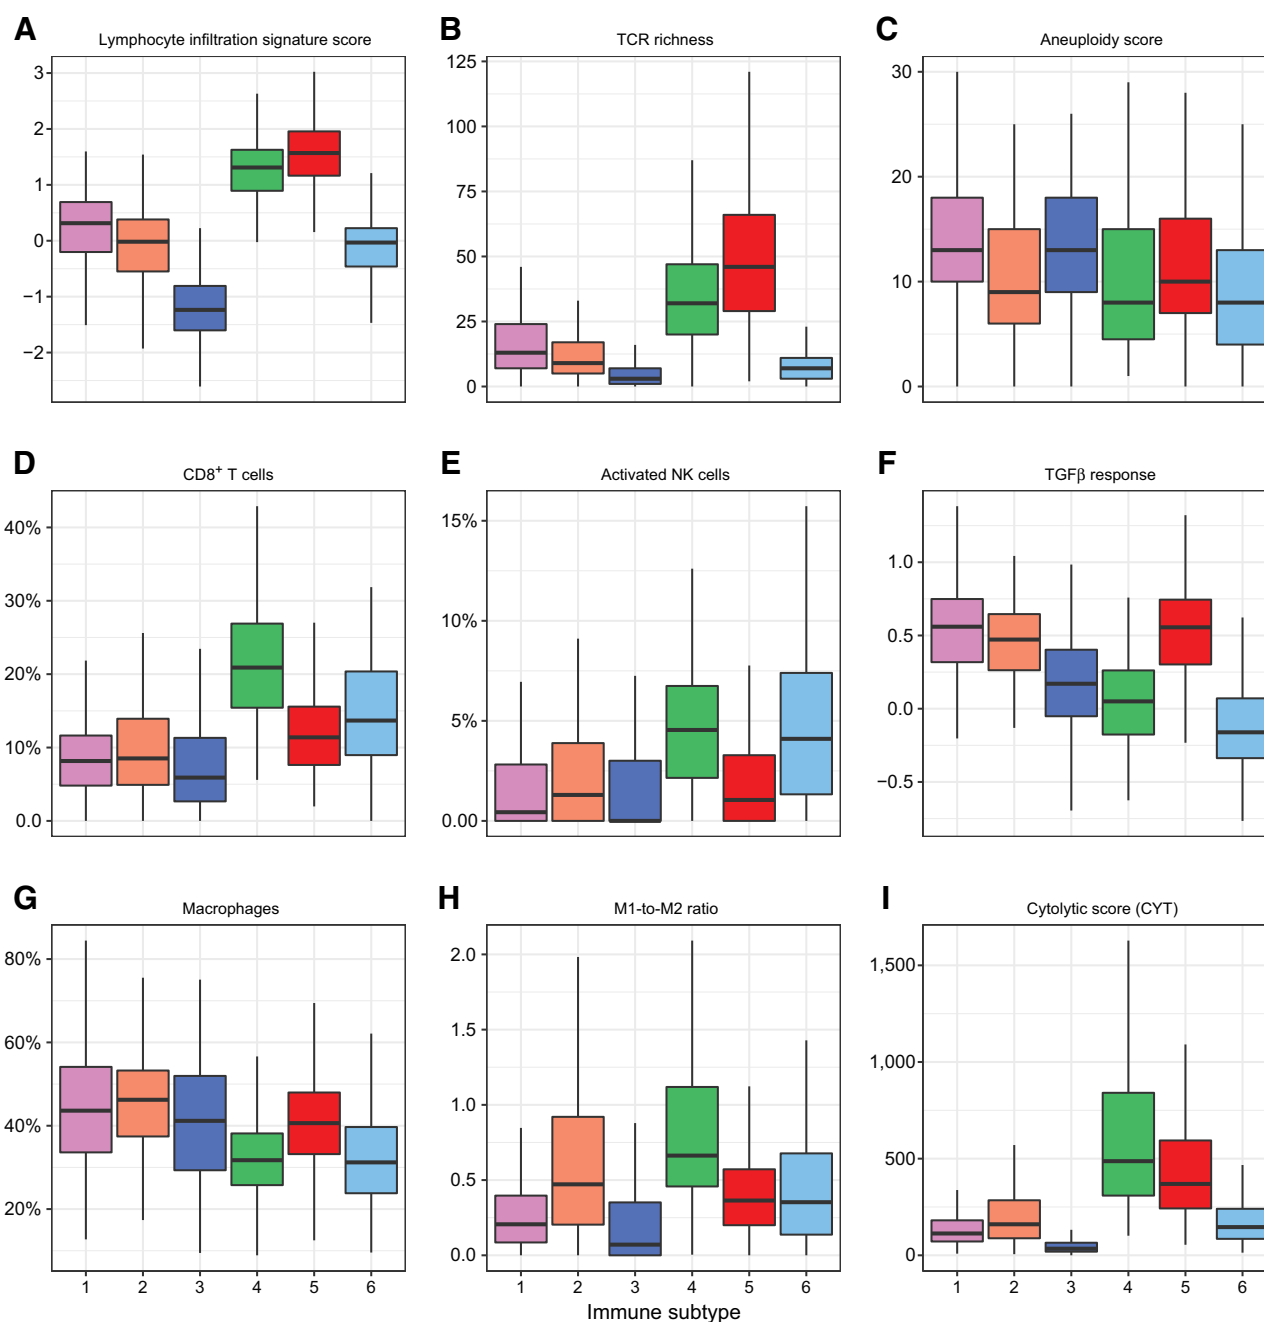 A
Lymphocyte infiltration signature score
3
2
1
0
−1
−2
B
TCR richness
125
100
75
50
25
0
C
Aneuploidy score
30
20
10
0
D
CD8+ T cells
40%
30%
20%
10%
0.0
E
Activated NK cells
15%
10%
5%
0.00
F
TGFβ response
1.0
0.5
0.0
−0.5
G
Macrophages
80%
60%
40%
20%
1 2 3 4 5 6
H
M1-to-M2 ratio
2.0
1.5
1.0
0.5
0.0
1 2 3 4 5 6
Immune subtype
I
Cytolytic score (CYT)
1,500
1,000
500
0
1 2 3 4 5 6